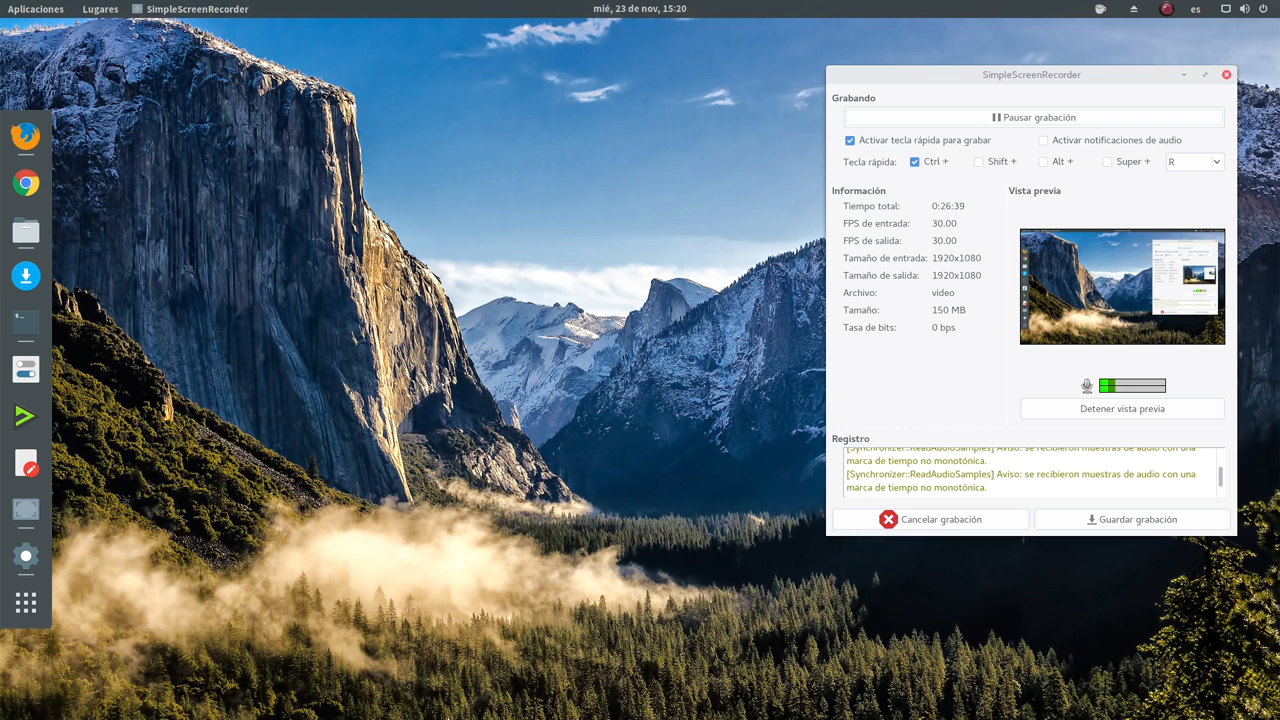 Aplicaciones Lugares SimpleScreenRecorder mié, 23 de nov, 15:20 es
SimpleScreenRecorder
Grabando
Pausar grabación
Activar tecla rápida para grabar Activar notificaciones de audio
Tecla rápida: Ctrl + Shift + Alt + Super + R
Información Vista previa
Tiempo total: 0:26:39
FPS de entrada: 30.00
FPS de salida: 30.00
Tamaño de entrada: 1920x1080
Tamaño de salida: 1920x1080
Archivo: video
Tamaño: 150 MB
Tasa de bits: 0 bps
Detener vista previa
Registro
[Synchronizer::ReadAudioSamples] Aviso: se recibieron muestras de audio con una
marca de tiempo no monotónica.
[Synchronizer::ReadAudioSamples] Aviso: se recibieron muestras de audio con una
marca de tiempo no monotónica.
Cancelar grabación Guardar grabación